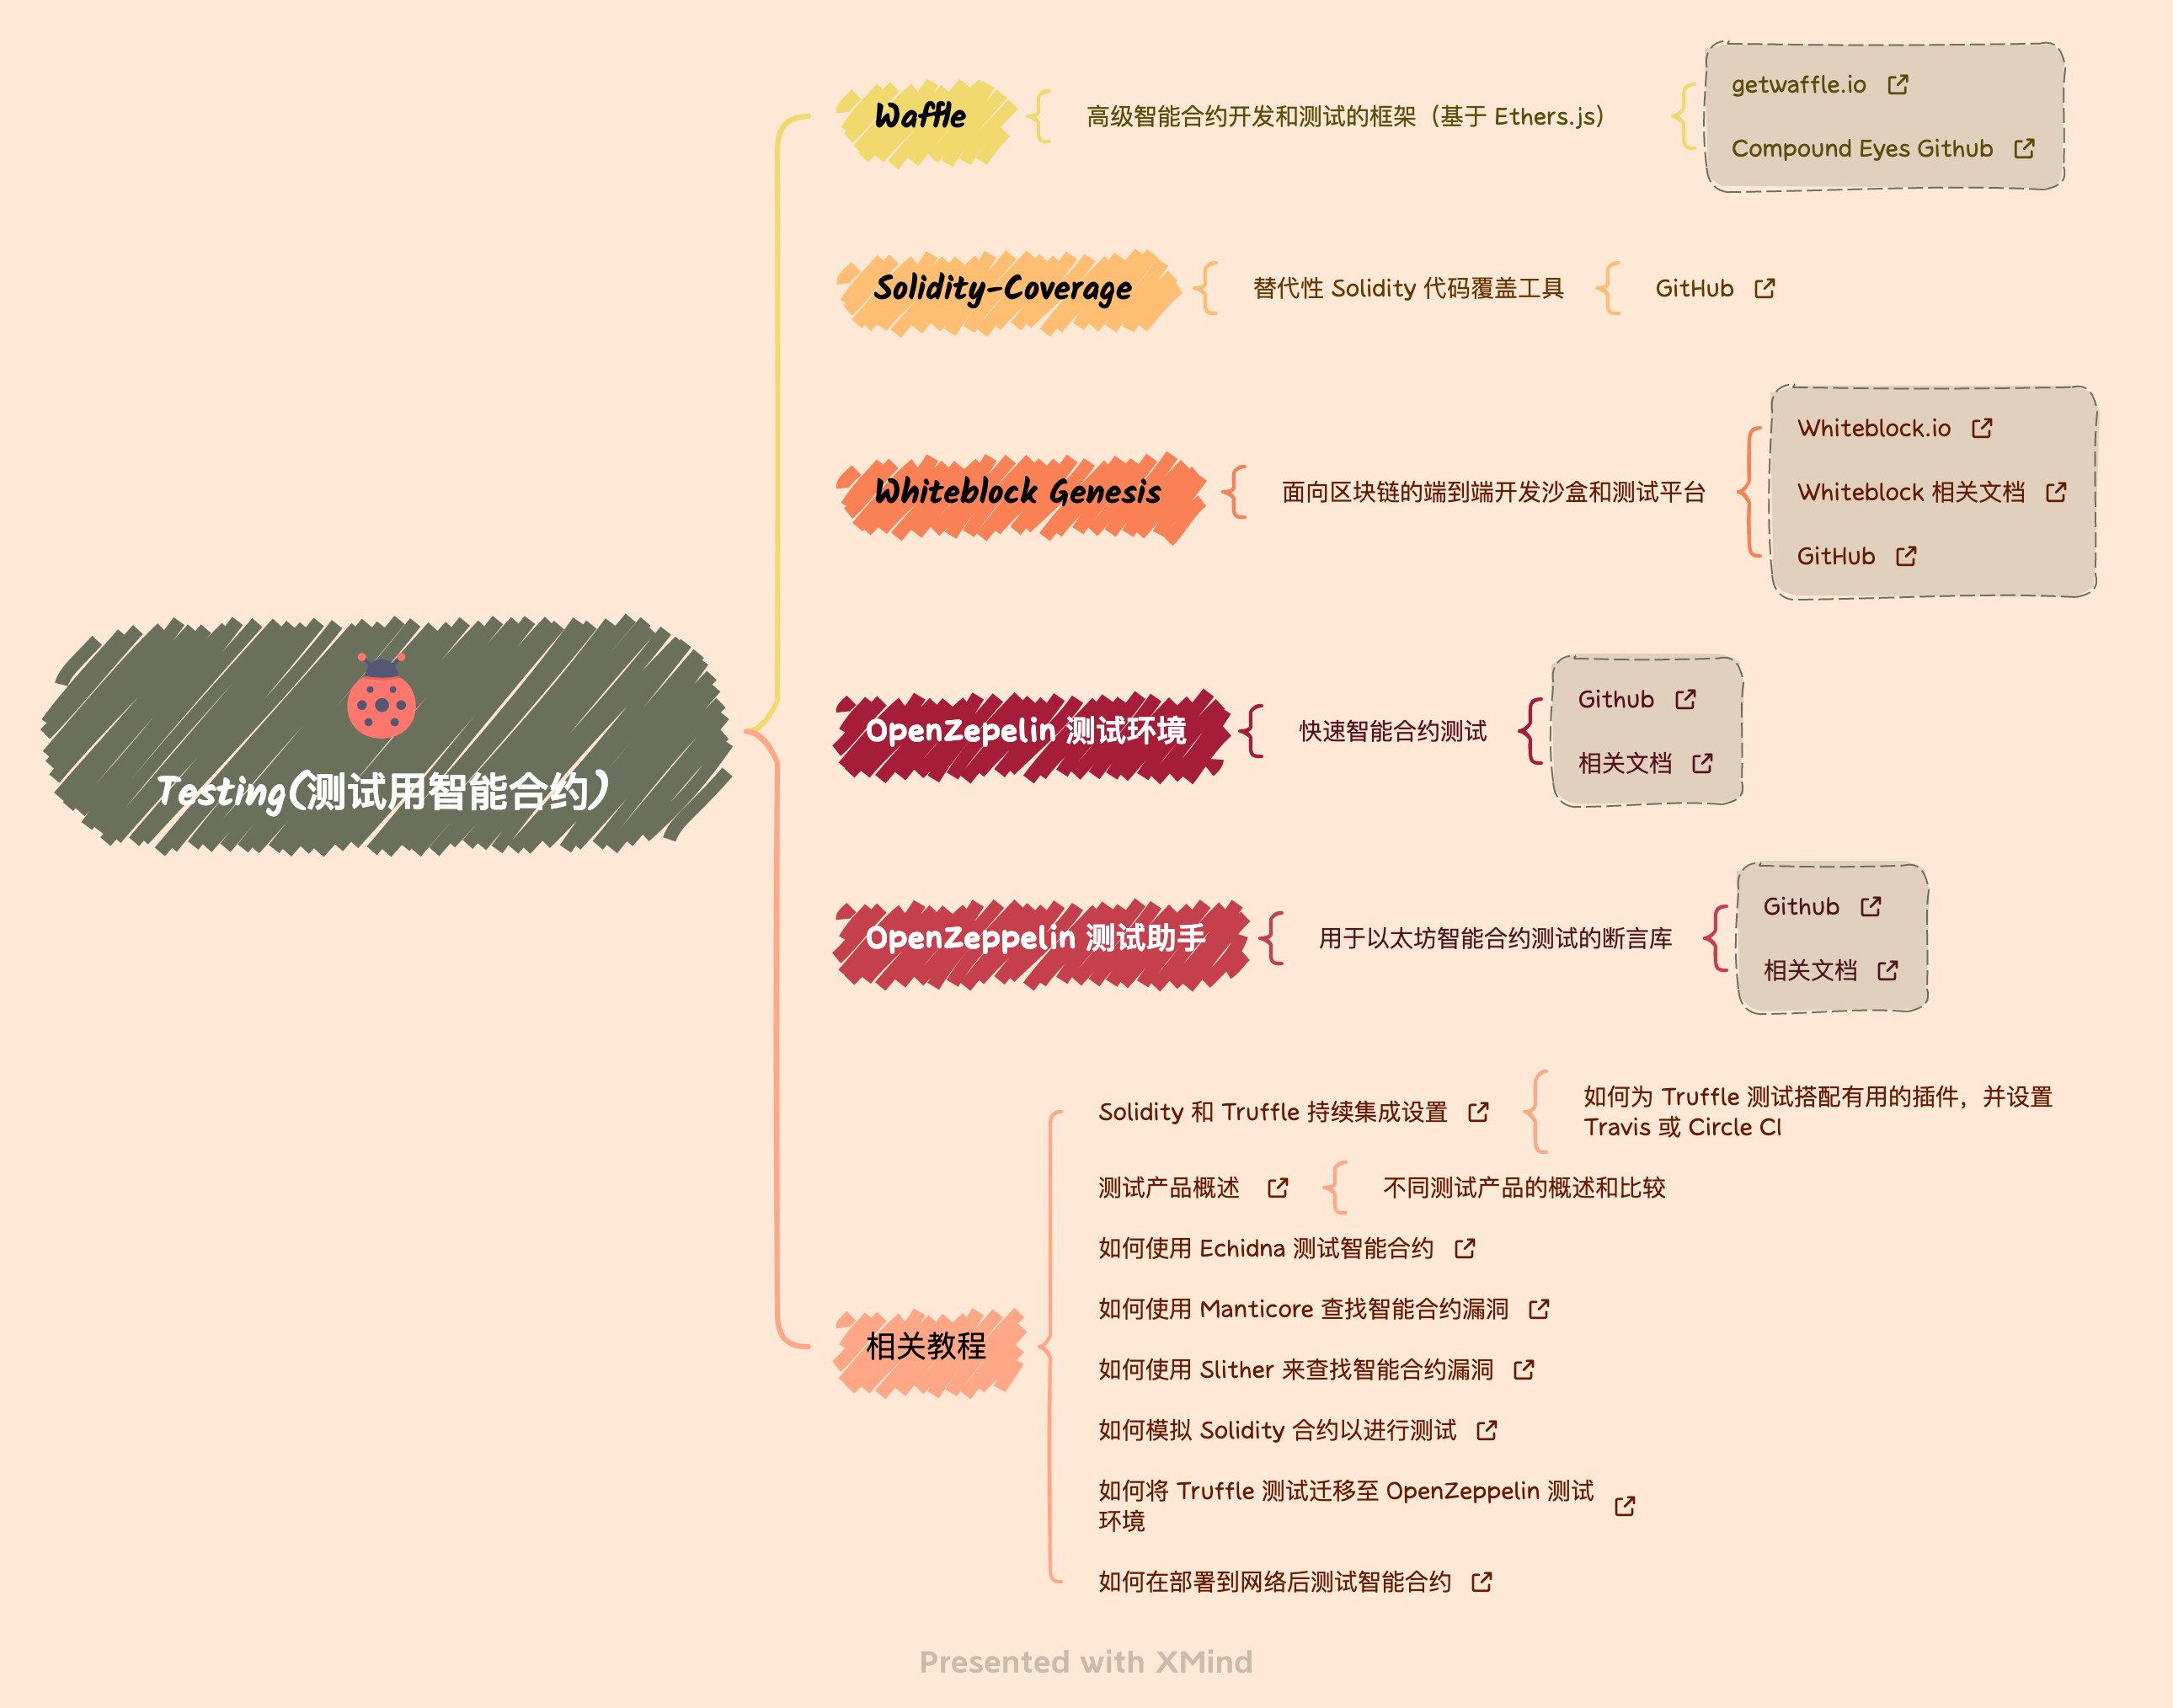 Waffle
高级智能合约开发和测试的框架（基于 Ethers.js）
getwaffle.io
Compound Eyes Github
Solidity-Coverage
替代性 Solidity 代码覆盖工具
GitHub
Whiteblock Genesis
面向区块链的端到端开发沙盒和测试平台
Whiteblock.io
Whiteblock 相关文档
GitHub
Testing(测试用智能合约)
OpenZepelin 测试环境
快速智能合约测试
Github
相关文档
OpenZeppelin 测试助手
用于以太坊智能合约测试的断言库
Github
相关文档
相关教程
Solidity 和 Truffle 持续集成设置
如何为 Truffle 测试搭配有用的插件，并设置
Travis 或 Circle CI
测试产品概述
不同测试产品的概述和比较
如何使用 Echidna 测试智能合约
如何使用 Manticore 查找智能合约漏洞
如何使用 Slither 来查找智能合约漏洞
如何模拟 Solidity 合约以进行测试
如何将 Truffle 测试迁移至 OpenZeppelin 测试
环境
如何在部署到网络后测试智能合约
Presented with XMind